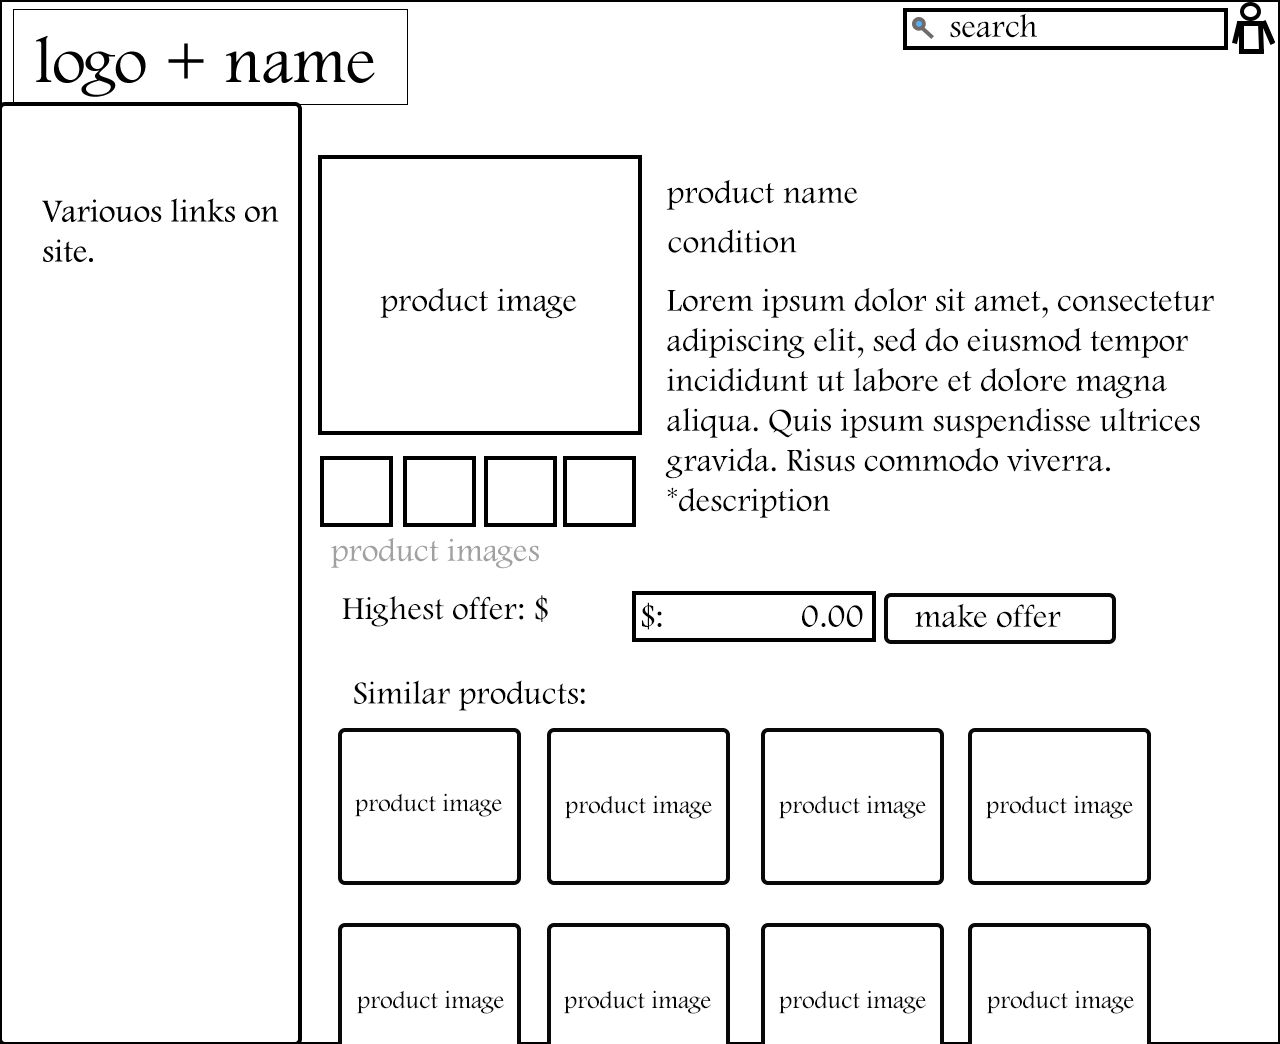 logo + name
search
Variouos links on
site.
product image
product name
condition
Lorem ipsum dolor sit amet, consectetur
adipiscing elit, sed do eiusmod tempor
incididunt ut labore et dolore magna
aliqua. Quis ipsum suspendisse ultrices
gravida. Risus commodo viverra.
*description
product images
Highest offer: $
$: 0.00
make offer
Similar products:
product image
product image
product image
product image
product image
product image
product image
product image